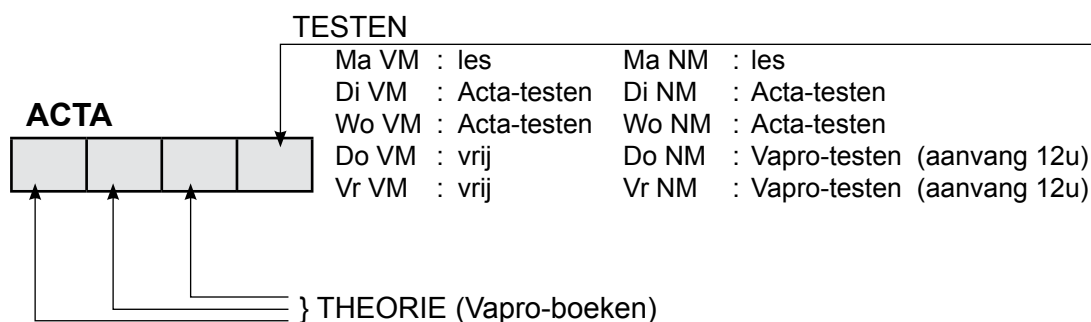 TESTEN
Ma VM : les Ma NM : les
Di VM : Acta-testen Di NM : Acta-testen
ACTA
Wo VM : Acta-testen Wo NM : Acta-testen
Do VM : vrij Do NM : Vapro-testen (aanvang 12u)
Vr VM : vrij Vr NM : Vapro-testen (aanvang 12u)
} THEORIE (Vapro-boeken)